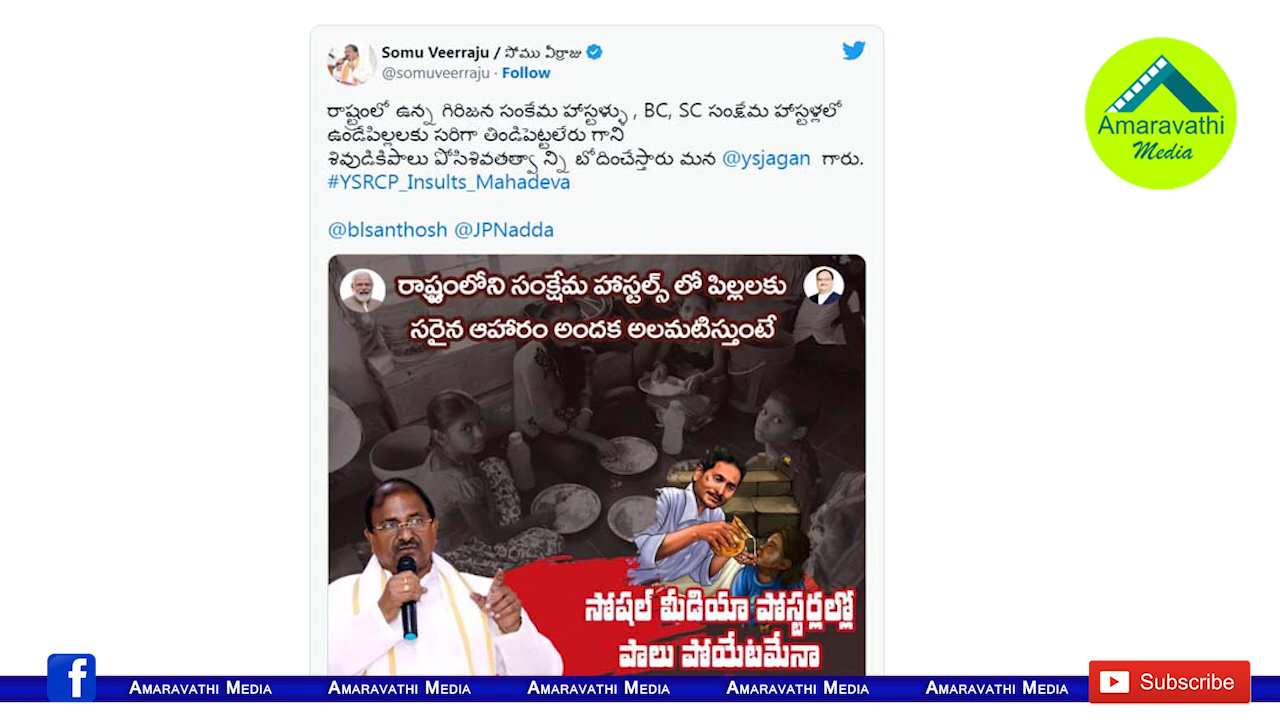 Somu Veerraju / సోము వీర్రాజు
@somuveerraju · Follow
రాష్టంలో ఉన్న గిరిజన సంకేమ హాస్టళ్ళు , BC, SC సంక్షేమ హాస్టళ్లలో
ఉండేపిల్లలకు సరిగా తిండిపెట్టలేరు గాని
శివుడికిపాలు పోసిశివతత్వా న్ని బోదించేస్తారు మన @ysjagan గారు.
#YSRCP_Insults_Mahadeva
@blsanthosh @JPNadda
రాష్ట్రంలోని సంక్షేమ హాస్టల్స్ లో పిల్లలకు
సరైన ఆహారం అందక అలమటిస్తుంటే
సోషల్ మీడియా పోస్టర్లల్లో
పాలు పోయేటమేనా
Amaravathi
Media
f
Amaravathi Media Amaravathi Media Amaravathi Media Amaravathi Media Amaravathi Media
Subscribe